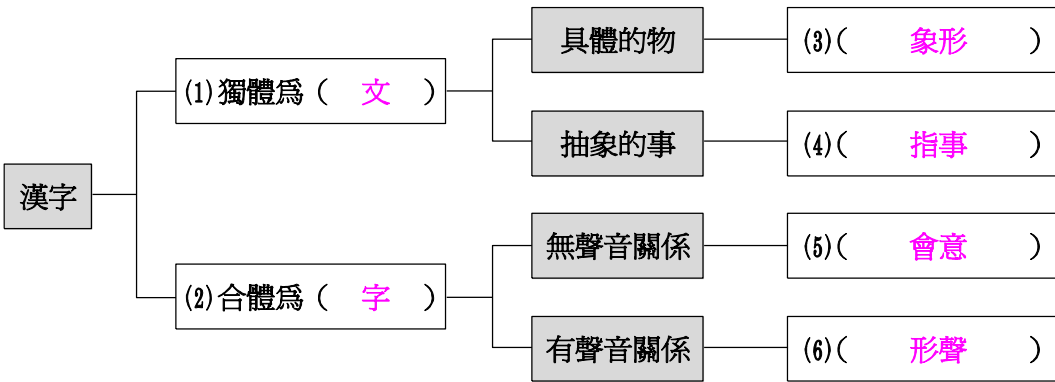 漢字
(1)獨體爲（ 文 ）
具體的物
(3)( 象形 )
抽象的事
(4)( 指事 )
(2)合體爲（ 字 ）
無聲音關係
(5)( 會意 )
有聲音關係
(6)( 形聲 )